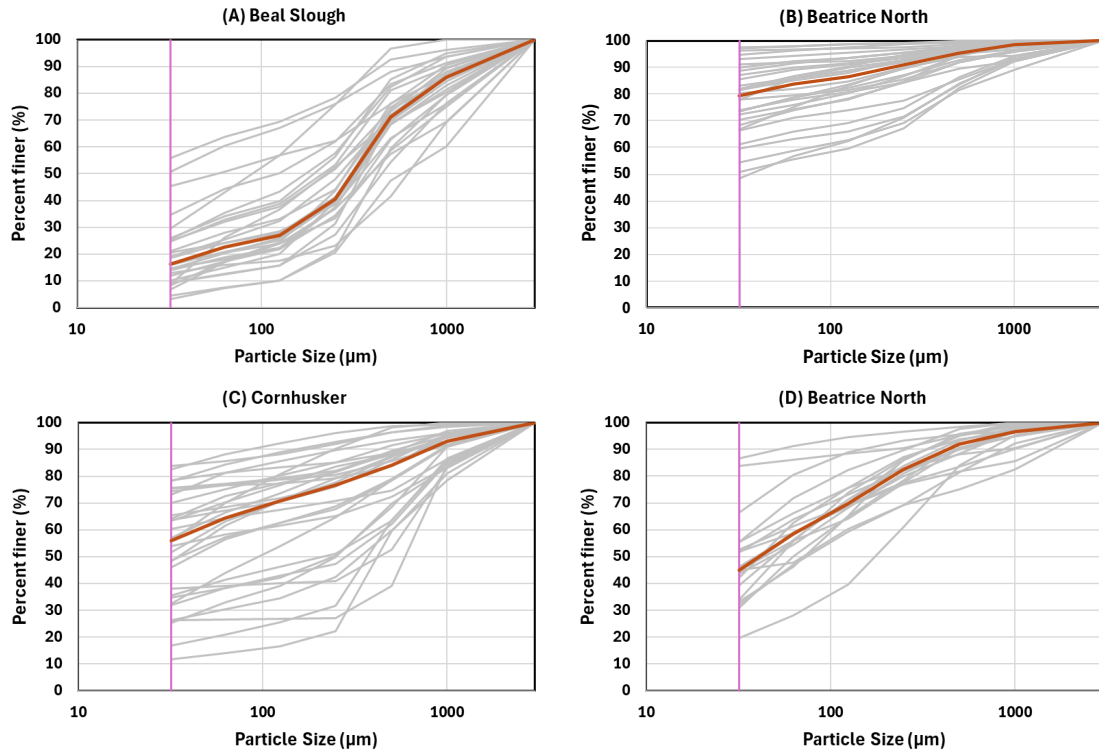 (A) Beal Slough
100
90
80
70
60
50
40
30
20
10
0
Percent finer (%)
10 100 1000
Particle Size (µm)
(B) Beatrice North
100
90
80
70
60
50
40
30
20
10
0
Percent finer (%)
10 100 1000
Particle Size (µm)
(C) Cornhusker
100
90
80
70
60
50
40
30
20
10
0
Percent finer (%)
10 100 1000
Particle Size (µm)
(D) Beatrice North
100
90
80
70
60
50
40
30
20
10
0
Percent finer (%)
10 100 1000
Particle Size (µm)